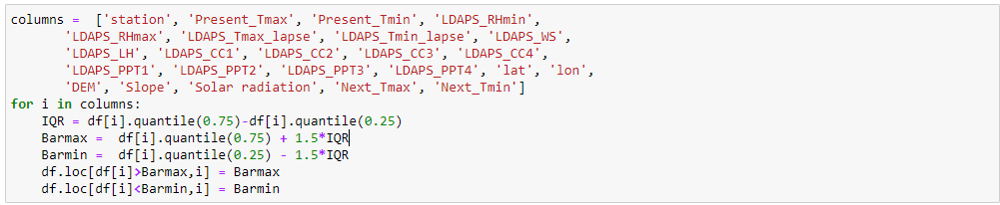 columns =  ['station', 'Present_Tmax', 'Present_Tmin', 'LDAPS_RHmin',
       'LDAPS_RHmax', 'LDAPS_Tmax_lapse', 'LDAPS_Tmin_lapse', 'LDAPS_WS',
       'LDAPS_LH', 'LDAPS_CC1', 'LDAPS_CC2', 'LDAPS_CC3', 'LDAPS_CC4',
       'LDAPS_PPT1', 'LDAPS_PPT2', 'LDAPS_PPT3', 'LDAPS_PPT4', 'lat', 'lon',
       'DEM', 'Slope', 'Solar radiation', 'Next_Tmax', 'Next_Tmin']
for i in columns:
    IQR = df[i].quantile(0.75)-df[i].quantile(0.25)
    Barmax =  df[i].quantile(0.75) + 1.5*IQR
    Barmin =  df[i].quantile(0.25) - 1.5*IQR
    df.loc[df[i]>Barmax,i] = Barmax
    df.loc[df[i]<Barmin,i] = Barmin